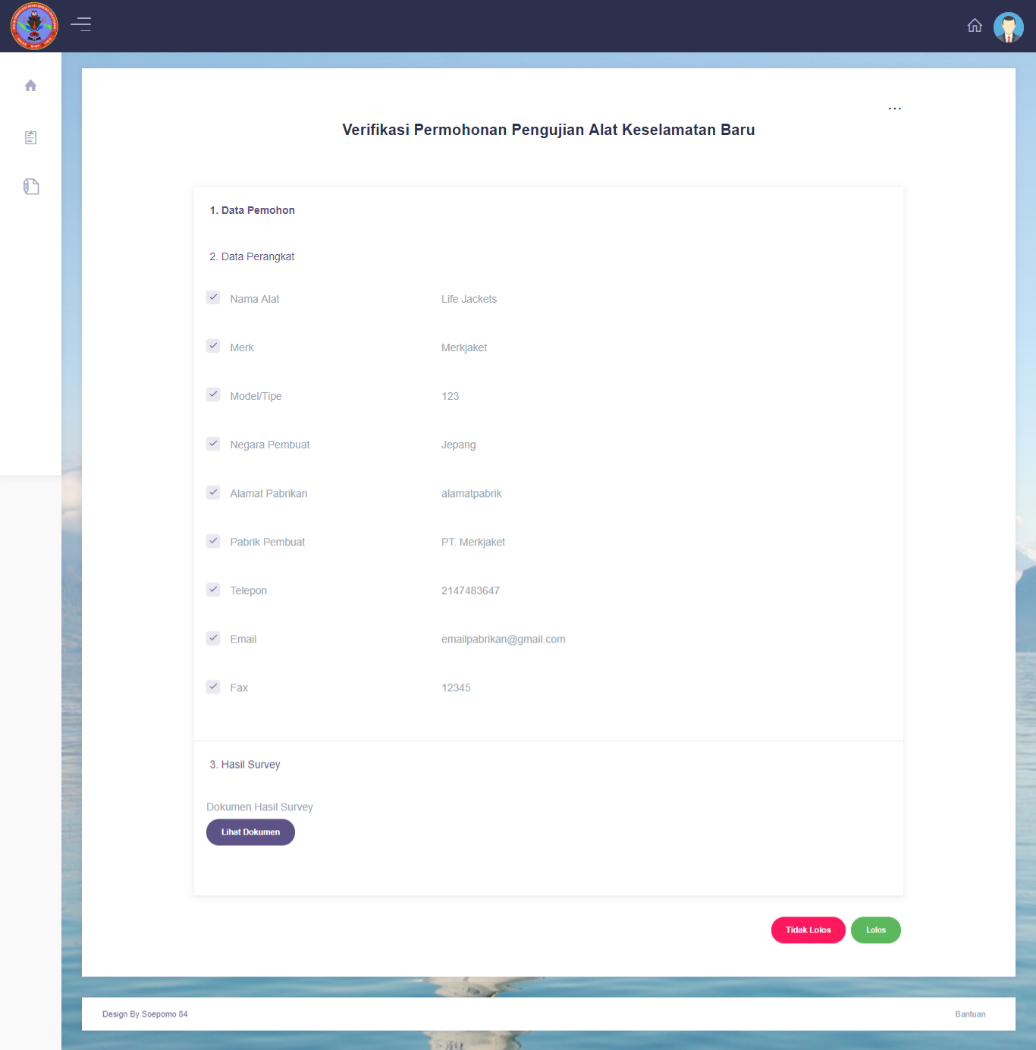 ...
Verifikasi Permohonan Pengujian Alat Keselamatan Baru
1. Data Pemohon
2. Data Perangkat
Nama Alat Life Jackets
Merk Merkjaket
Model/Tipe 123
Negara Pembuat Jepang
Alamat Pabrikan alamatpabrik
Pabrik Pembuat PT. Merkjaket
Telepon 2147483647
Email emailpabrikan@gmail.com
Fax 12345
3. Hasil Survey
Dokumen Hasil Survey
Lihat Dokumen
Tidak Lolos Lolos
Design By Soepomo 84 Bantuan